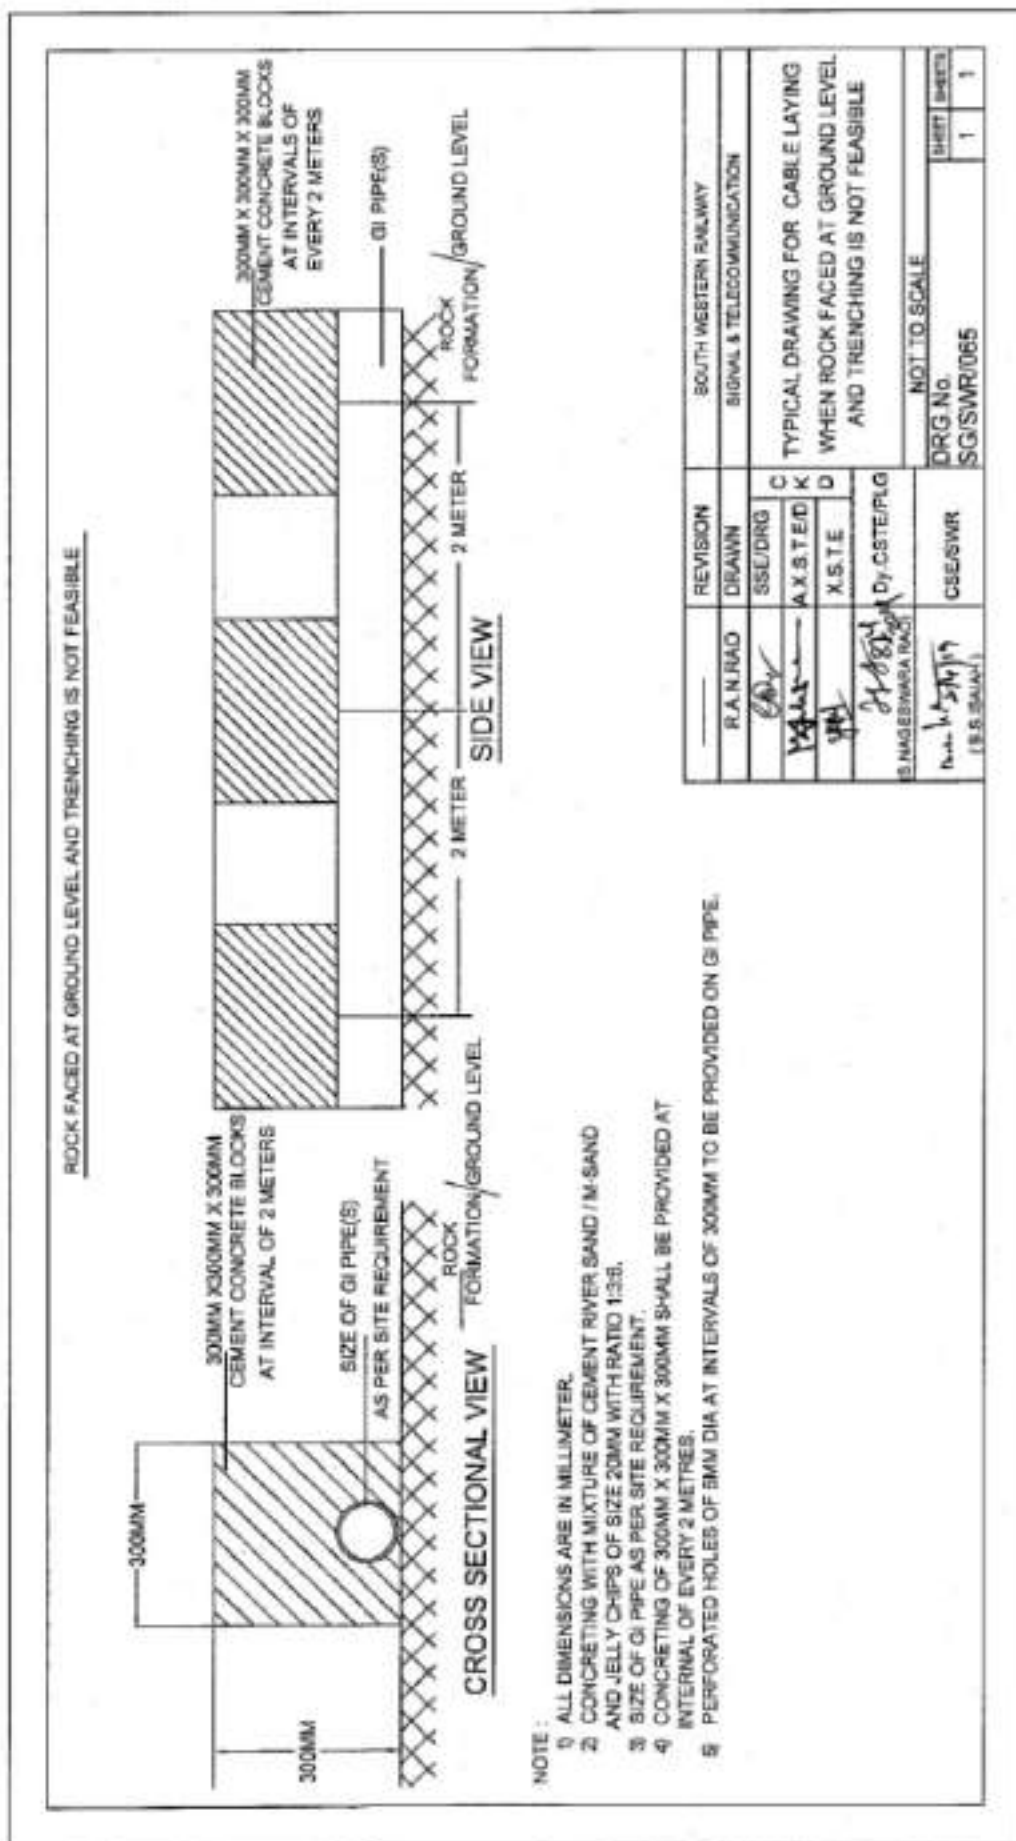 ROCK FACED AT GROUND LEVEL AND TRENCHING IS NOT FEASIBLE
300MM
300MM
300MM X300MM X 300MM
CEMENT CONCRETE BLOCKS
AT INTERVAL OF 2 METERS
SIZE OF GI PIPE(S)
AS PER SITE REQUIREMENT
ROCK
FORMATION/GROUND LEVEL
CROSS SECTIONAL VIEW
300MM X 300MM X 300MM
CEMENT CONCRETE BLOCKS
AT INTERVALS OF
EVERY 2 METERS
GI PIPE(S)
ROCK
FORMATION/GROUND LEVEL
2 METER
2 METER
SIDE VIEW
NOTE :
1) ALL DIMENSIONS ARE IN MILLIMETER.
2) CONCRETING WITH MIXTURE OF CEMENT RIVER SAND / M-SAND
AND JELLY CHIPS OF SIZE 20MM WITH RATIO 1:3:6.
3) SIZE OF GI PIPE AS PER SITE REQUIREMENT.
4) CONCRETING OF 300MM X 300MM X 300MM SHALL BE PROVIDED AT
INTERNAL OF EVERY 2 METRES.
5) PERFORATED HOLES OF 8MM DIA AT INTERVALS OF 300MM TO BE PROVIDED ON GI PIPE.
REVISION
SOUTH WESTERN RAILWAY
R.A.N.RAO
DRAWN
SIGNAL & TELECOMMUNICATION
SSE/DRG
C
A.X.S.T.E/D
K
X.S.T.E
D
TYPICAL DRAWING FOR CABLE LAYING
WHEN ROCK FACED AT GROUND LEVEL
AND TRENCHING IS NOT FEASIBLE
Dy.CSTE/PLG
(S.NAGESWARA RAO)
NOT TO SCALE
CSE/SWR
(B.S.ISAIAH)
DRG.No.
SG/SWR/065
SHEET
SHEETS
1
1